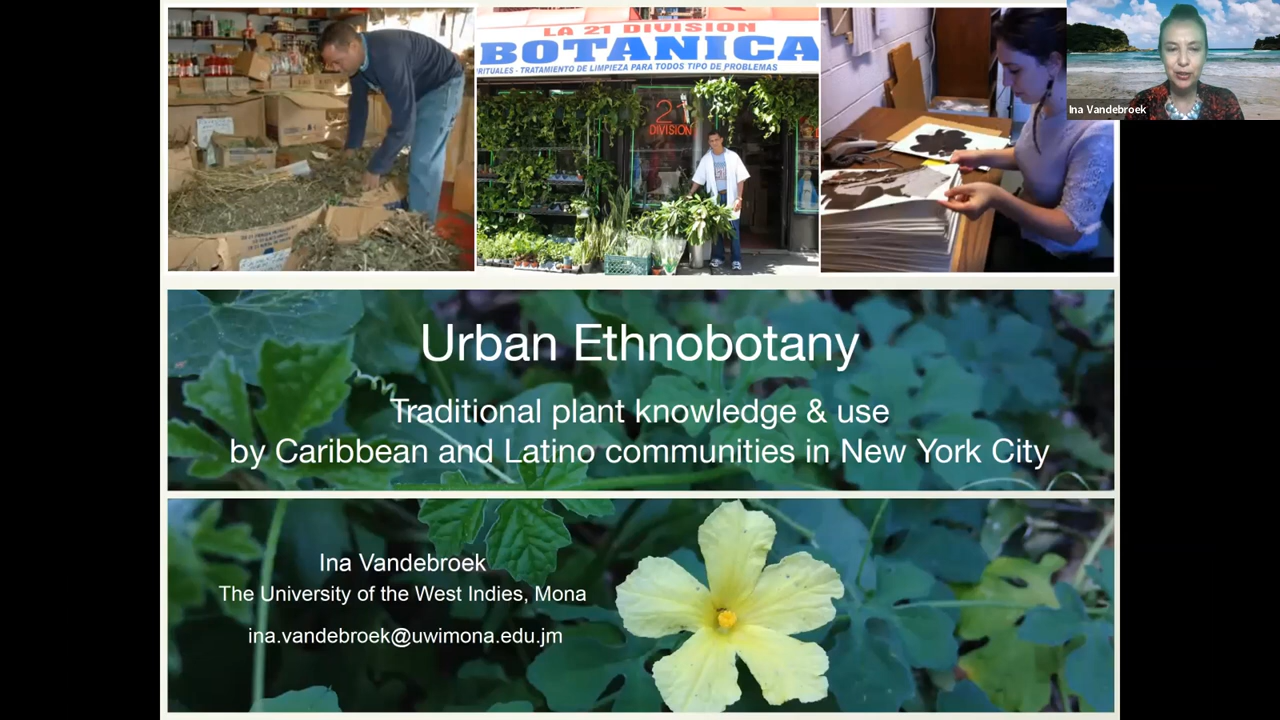 LA 21 DIVISION
BOTANICA
RITUALES - TRATAMIENTO DE LIMPIEZA PARA TODOS TIPO DE PROBLEMAS
21
DIVISION
Ina Vandebroek
Urban Ethnobotany
Traditional plant knowledge & use
by Caribbean and Latino communities in New York City
Ina Vandebroek
The University of the West Indies, Mona
ina.vandebroek@uwimona.edu.jm